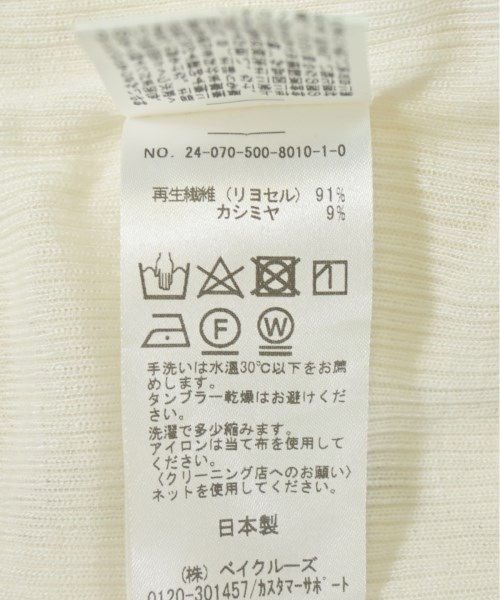 NO. 24-070-500-8010-1-0
再生繊維（リヨセル） 91%
カシミヤ 9%
F
W
手洗いは水温30℃以下をお薦
めします。
タンブラー乾燥はお避けくだ
さい。
洗濯で多少縮みます。
アイロンは当て布を使用して
ください。
〈クリーニング店へのお願い〉
ネットを使用してください。
日本製
（株）ベイクルーズ
0120-301457/カスタマーサポート